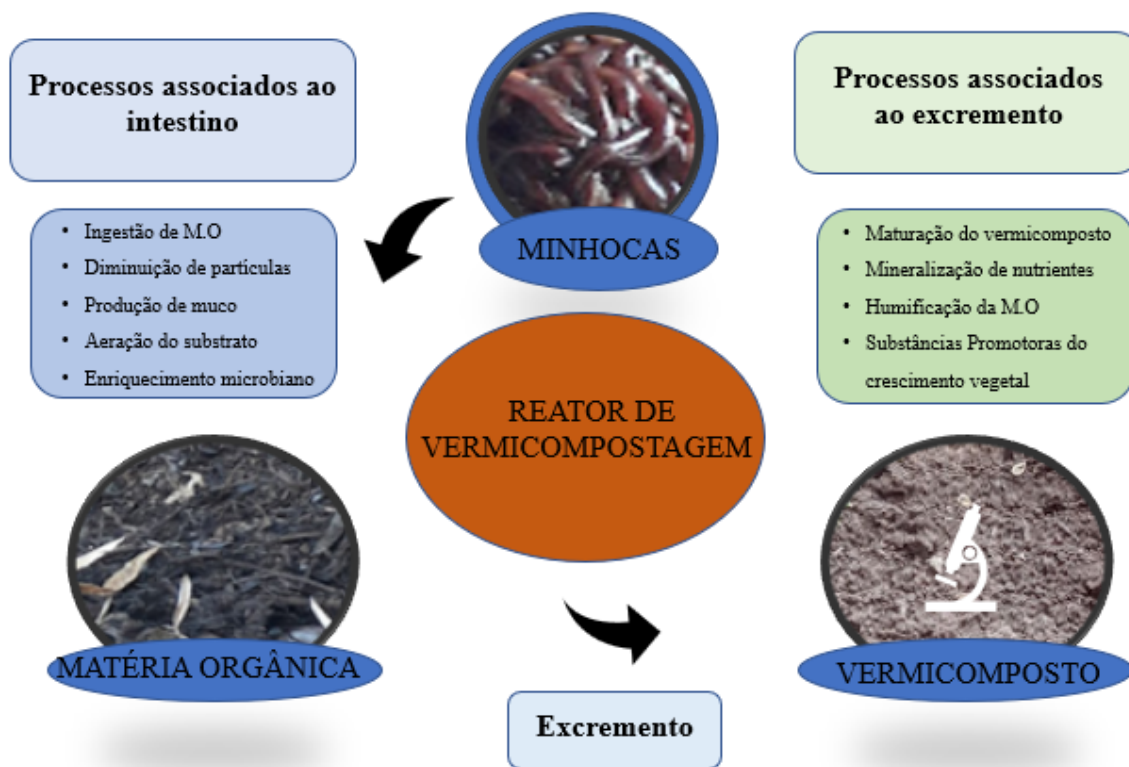 Processos associados ao
intestino
• Ingestão de M.O
• Diminuição de partículas
• Produção de muco
• Aeração do substrato
• Enriquecimento microbiano
MATÉRIA ORGÂNICA
MINHOCAS
REATOR DE
VERMICOMPOSTAGEM
Excremento
Processos associados
ao excremento
• Maturação do vermicomposto
• Mineralização de nutrientes
• Humificação da M.O
• Substâncias Promotoras do
crescimento vegetal
VERMICOMPOSTO